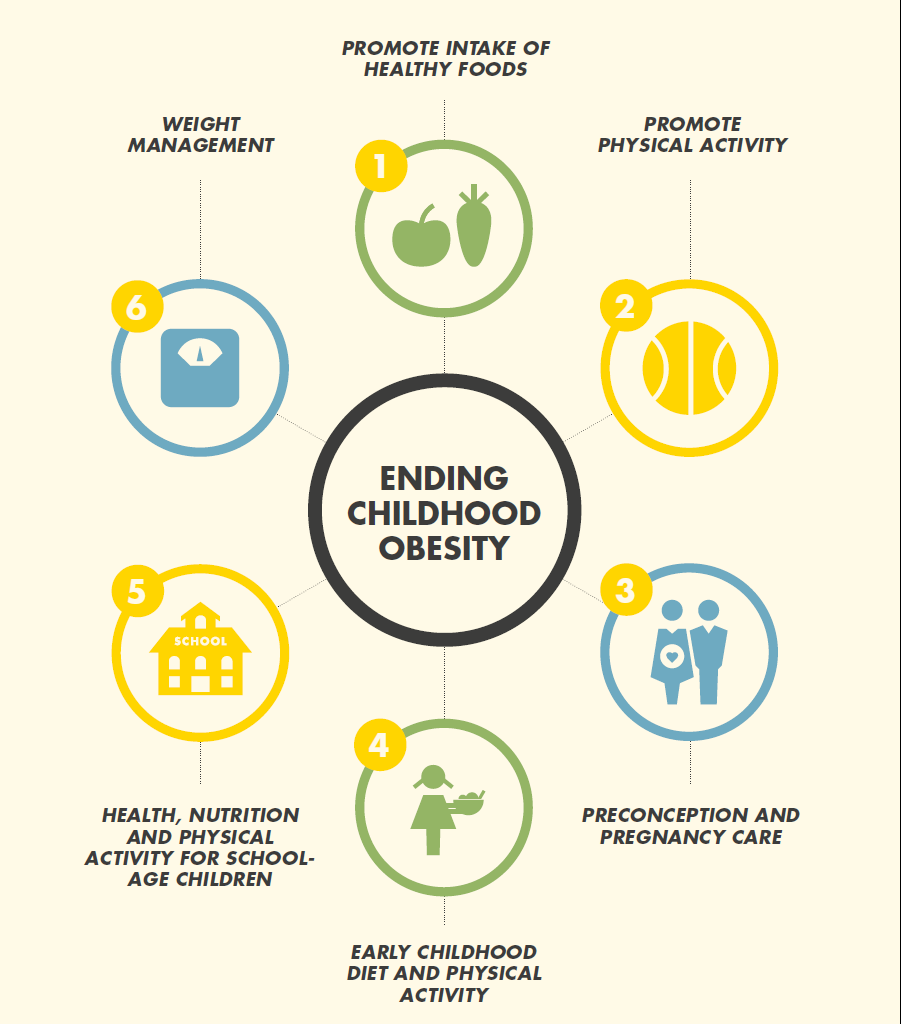 PROMOTE INTAKE OF
HEALTHY FOODS
1
PROMOTE
PHYSICAL ACTIVITY
2
PRECONCEPTION AND
PREGNANCY CARE
3
EARLY CHILDHOOD
DIET AND PHYSICAL
ACTIVITY
4
HEALTH, NUTRITION
AND PHYSICAL
ACTIVITY FOR SCHOOL-
AGE CHILDREN
5
SCHOOL
WEIGHT
MANAGEMENT
6
ENDING
CHILDHOOD
OBESITY